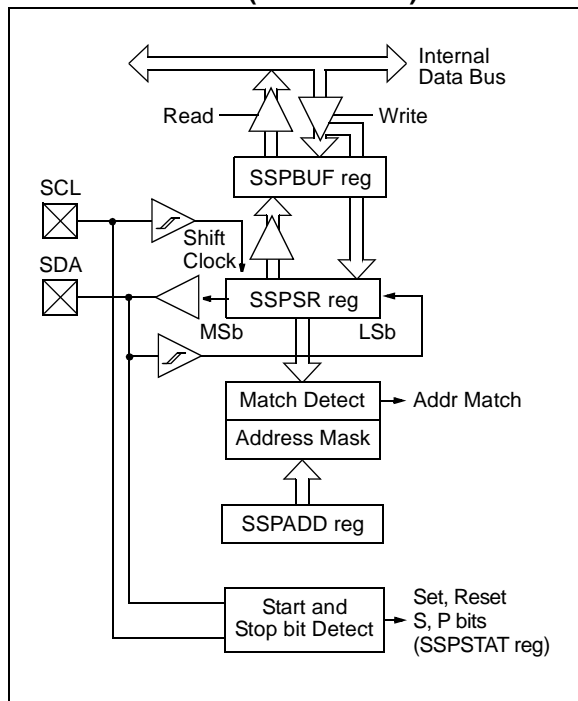 Internal
Data Bus
Read
Write
SSPBUF reg
SCL
Shift
Clock
SDA
SSPSR reg
MSb
LSb
Match Detect
Addr Match
Address Mask
SSPADD reg
Start and
Stop bit Detect
Set, Reset
S, P bits
(SSPSTAT reg)